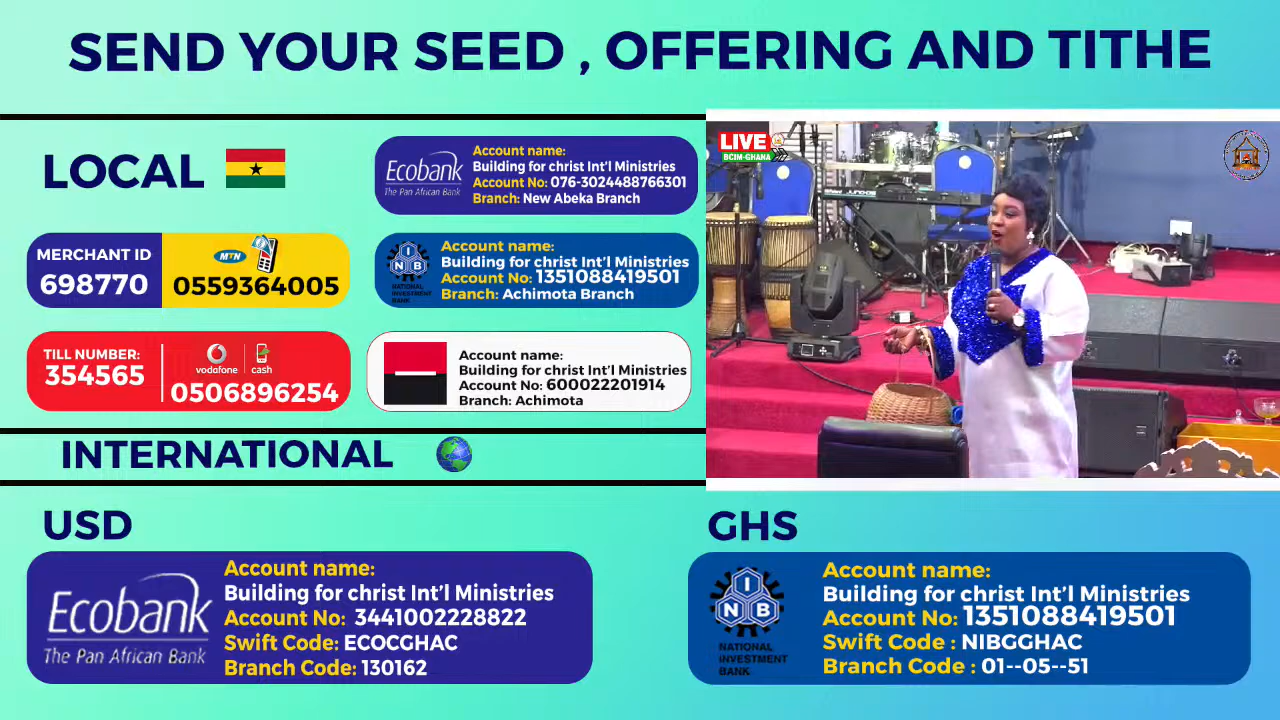 SEND YOUR SEED , OFFERING AND TITHE
LOCAL
Ecobank
The Pan African Bank
Account name:
Building for christ Int'l Ministries
Account No: 076-3024488766301
Branch: New Abeka Branch
LIVE
BCIM-GHANA
MERCHANT ID
698770
MTN
0559364005
NIB
NATIONAL
INVESTMENT
BANK
Account name:
Building for christ Int'l Ministries
Account No: 1351088419501
Branch: Achimota Branch
TILL NUMBER:
354565
vodafone
cash
0506896254
Account name:
Building for christ Int'l Ministries
Account No: 600022201914
Branch: Achimota
INTERNATIONAL
USD
Ecobank
The Pan African Bank
Account name:
Building for christ Int'l Ministries
Account No: 3441002228822
Swift Code: ECOCGHAC
Branch Code: 130162
GHS
NIB
NATIONAL
INVESTMENT
BANK
Account name:
Building for christ Int'l Ministries
Account No: 1351088419501
Swift Code : NIBGGHAC
Branch Code : 01--05--51